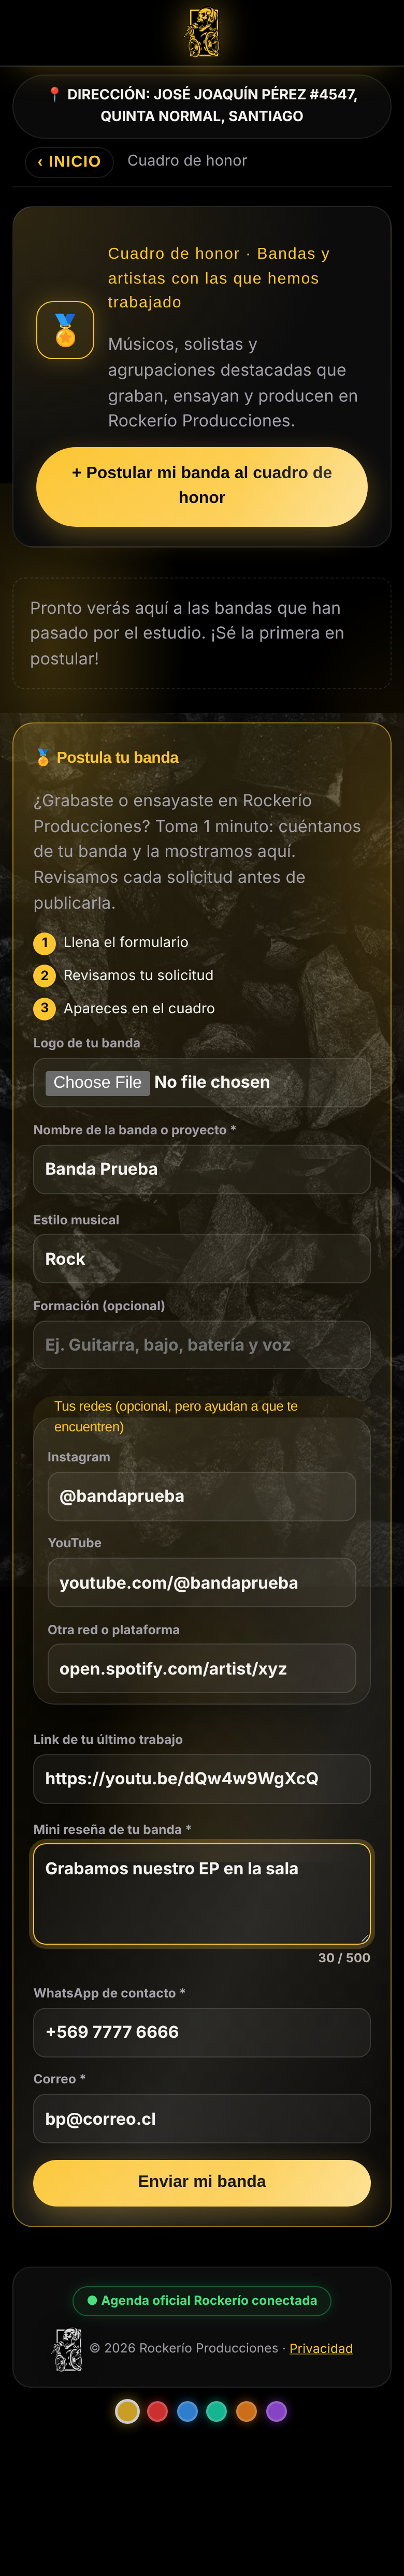 📍 DIRECCIÓN: JOSÉ JOAQUÍN PÉREZ #4547,
QUINTA NORMAL, SANTIAGO
‹ INICIO
Cuadro de honor
Cuadro de honor · Bandas y
artistas con las que hemos
trabajado
Músicos, solistas y
agrupaciones destacadas que
graban, ensayan y producen en
Rockerío Producciones.
+ Postular mi banda al cuadro de
honor
Pronto verás aquí a las bandas que han
pasado por el estudio. ¡Sé la primera en
postular!
🏅 Postula tu banda
¿Grabaste o ensayaste en Rockerío
Producciones? Toma 1 minuto: cuéntanos
de tu banda y la mostramos aquí.
Revisamos cada solicitud antes de
publicarla.
1 Llena el formulario
2 Revisamos tu solicitud
3 Apareces en el cuadro
Logo de tu banda
Choose File No file chosen
Nombre de la banda o proyecto *
Banda Prueba
Estilo musical
Rock
Formación (opcional)
Ej. Guitarra, bajo, batería y voz
Tus redes (opcional, pero ayudan a que te
encuentren)
Instagram
@bandaprueba
YouTube
youtube.com/@bandaprueba
Otra red o plataforma
open.spotify.com/artist/xyz
Link de tu último trabajo
https://youtu.be/dQw4w9WgXcQ
Mini reseña de tu banda *
Grabamos nuestro EP en la sala
30 / 500
WhatsApp de contacto *
+569 7777 6666
Correo *
bp@correo.cl
Enviar mi banda
Agenda oficial Rockerío conectada
© 2026 Rockerío Producciones · Privacidad